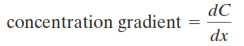 concentration gradient = dC/dx